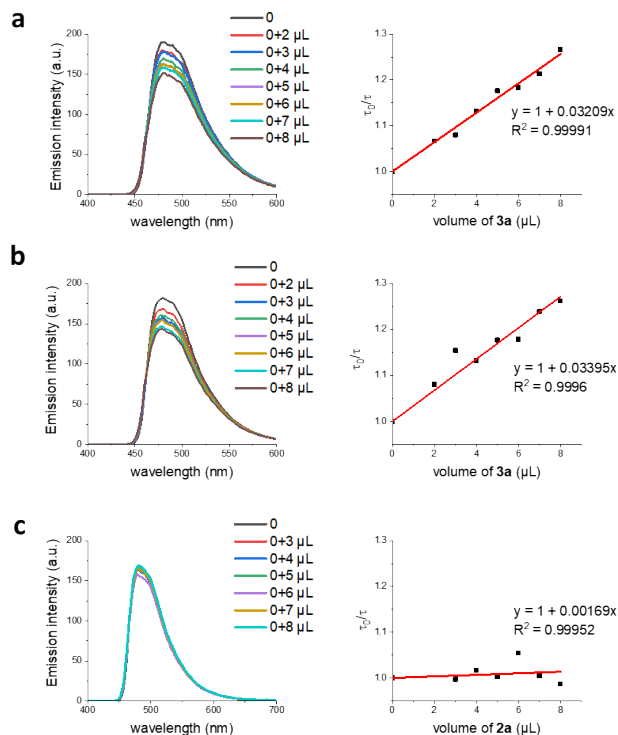 a
Emission intensity (a.u.)
200
150
100
50
0
400 450 500 550 600
wavelength (nm)
0
0+2 µL
0+3 µL
0+4 µL
0+5 µL
0+6 µL
0+7 µL
0+8 µL
τ0/τ
1.3
1.2
1.1
1.0
0 2 4 6 8
volume of 3a (µL)
y = 1 + 0.03209x
R² = 0.99991
b
Emission intensity (a.u.)
200
150
100
50
0
400 450 500 550 600
wavelength (nm)
0
0+2 µL
0+3 µL
0+4 µL
0+5 µL
0+6 µL
0+7 µL
0+8 µL
τ0/τ
1.3
1.2
1.1
1.0
0 2 4 6 8
volume of 3a (µL)
y = 1 + 0.03395x
R² = 0.9996
c
Emission intensity (a.u.)
200
150
100
50
0
400 500 600 700
wavelength (nm)
0
0+3 µL
0+4 µL
0+5 µL
0+6 µL
0+7 µL
0+8 µL
τ0/τ
1.3
1.2
1.1
1.0
0 2 4 6 8
volume of 2a (µL)
y = 1 + 0.00169x
R² = 0.99952